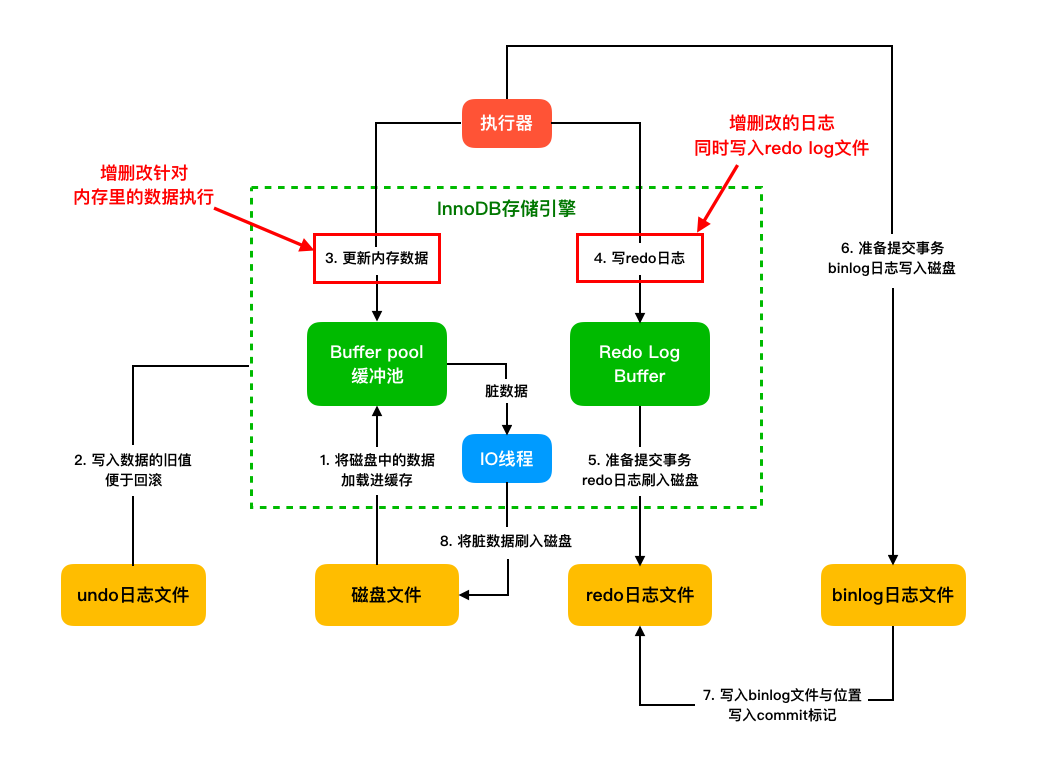 执行器
增删改的日志
同时写入redo log文件
增删改针对
内存里的数据执行
InnoDB存储引擎
3. 更新内存数据
4. 写redo日志
6. 准备提交事务
binlog日志写入磁盘
Buffer pool
缓冲池
Redo Log
Buffer
脏数据
2. 写入数据的旧值
便于回滚
1. 将磁盘中的数据
加载进缓存
IO线程
5. 准备提交事务
redo日志刷入磁盘
8. 将脏数据刷入磁盘
undo日志文件
磁盘文件
redo日志文件
binlog日志文件
7. 写入binlog文件与位置
写入commit标记